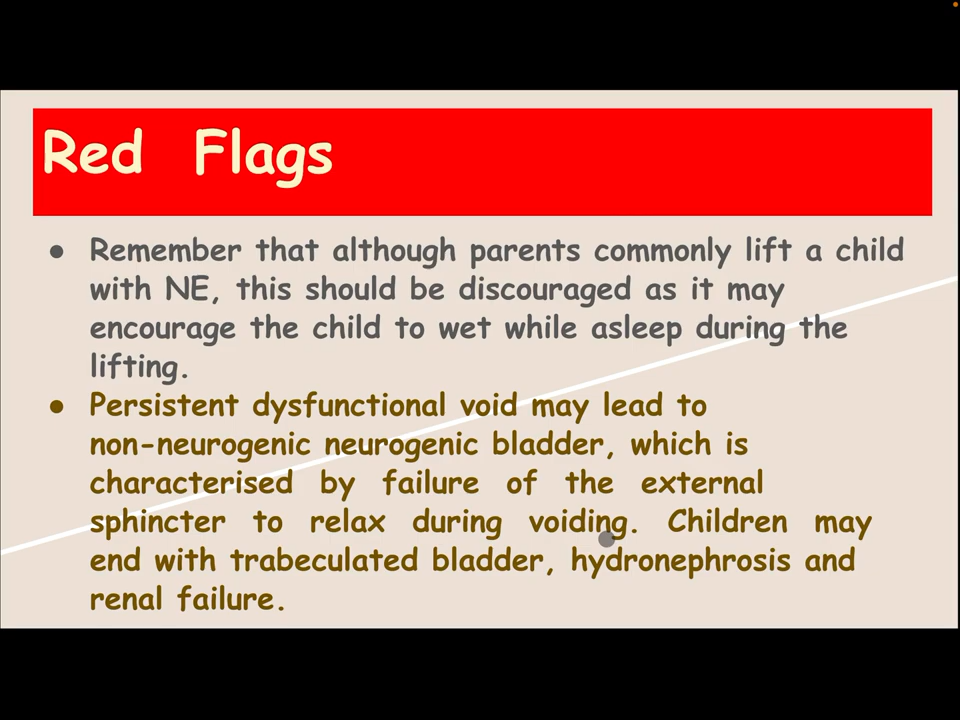 Red Flags
● Remember that although parents commonly lift a child
with NE, this should be discouraged as it may
encourage the child to wet while asleep during the
lifting.
● Persistent dysfunctional void may lead to
non-neurogenic neurogenic bladder, which is
characterised by failure of the external
sphincter to relax during voiding. Children may
end with trabeculated bladder, hydronephrosis and
renal failure.